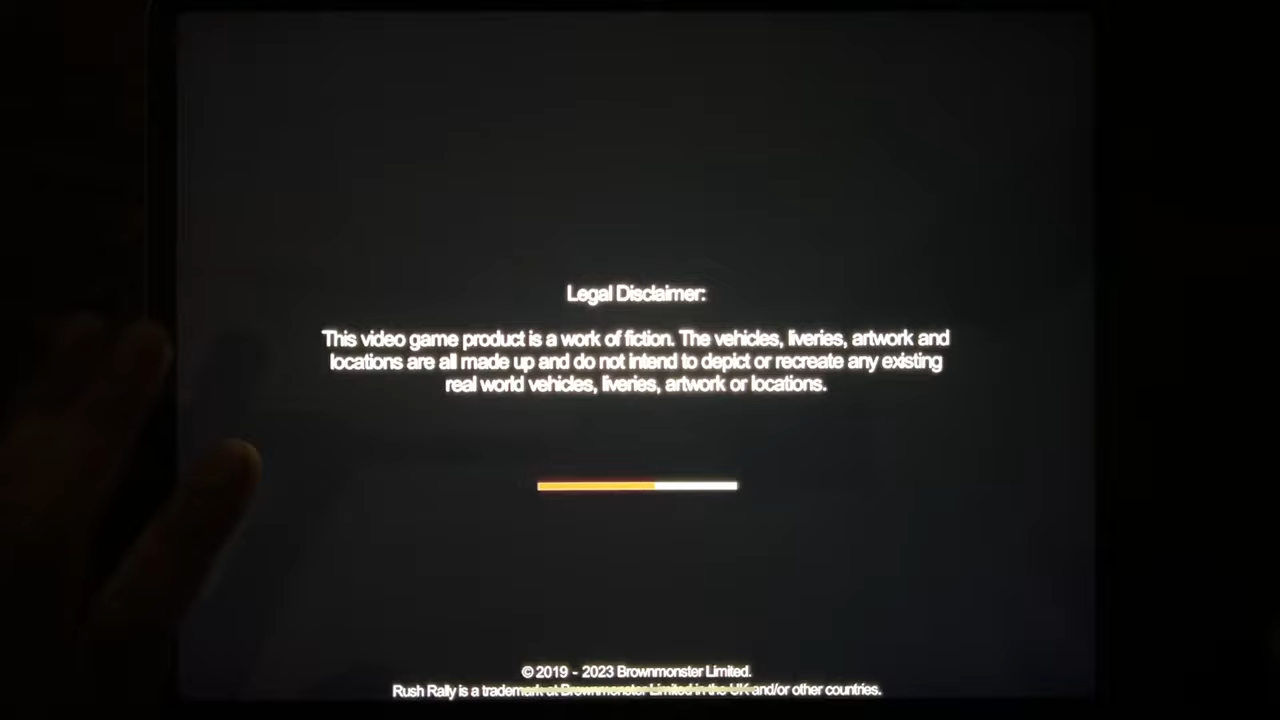 Legal Disclaimer:
This video game product is a work of fiction. The vehicles, liveries, artwork and
locations are all made up and do not intend to depict or recreate any existing
real world vehicles, liveries, artwork or locations.
© 2019 - 2023 Brownmonster Limited.
Rush Rally is a trademark at Brownmonster Limited in the UK and/or other countries.